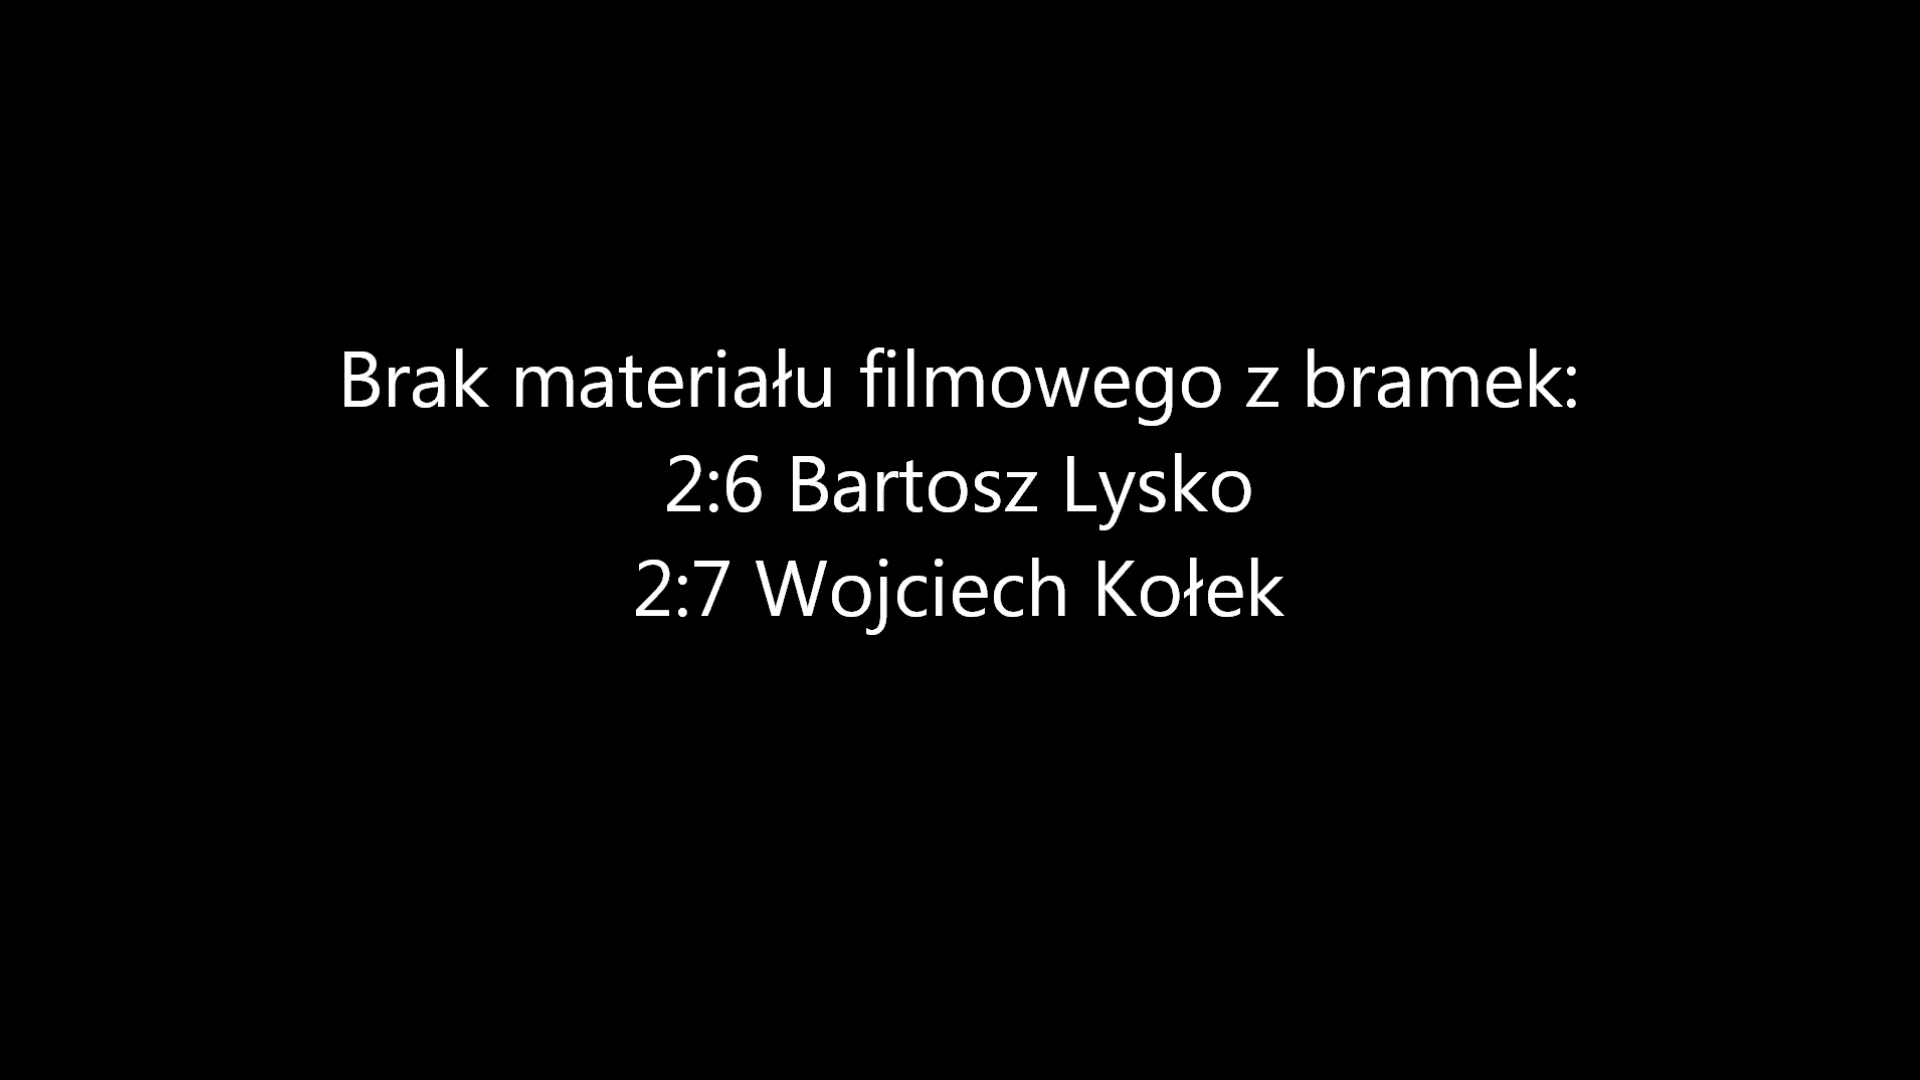 Brak materiału filmowego z bramek:
2:6 Bartosz Lysko
2:7 Wojciech Kołek